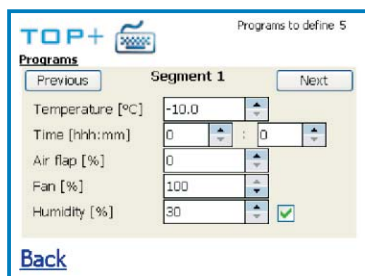 TOP+ Programs to define 5
Programs
Previous Segment 1 Next
Temperature [ºC] -10.0
Time [hhh:mm] 0 : 0
Air flap [%] 0
Fan [%] 100
Humidity [%] 30
Back